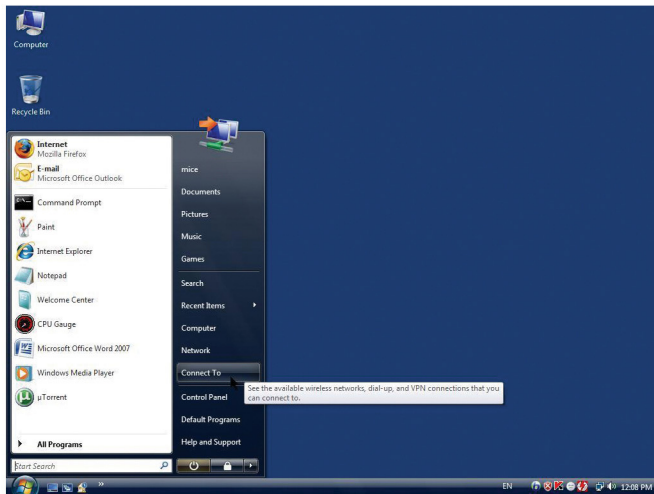 Computer
Recycle Bin
Internet
Mozilla Firefox
E-mail
Microsoft Office Outlook
Command Prompt
Paint
Internet Explorer
Notepad
Welcome Center
CPU Gauge
Microsoft Office Word 2007
Windows Media Player
µTorrent
All Programs
Start Search
mice
Documents
Pictures
Music
Games
Search
Recent Items
Computer
Network
Connect To
Control Panel
Default Programs
Help and Support
See the available wireless networks, dial-up, and VPN connections that you
can connect to.
EN
12:08 PM